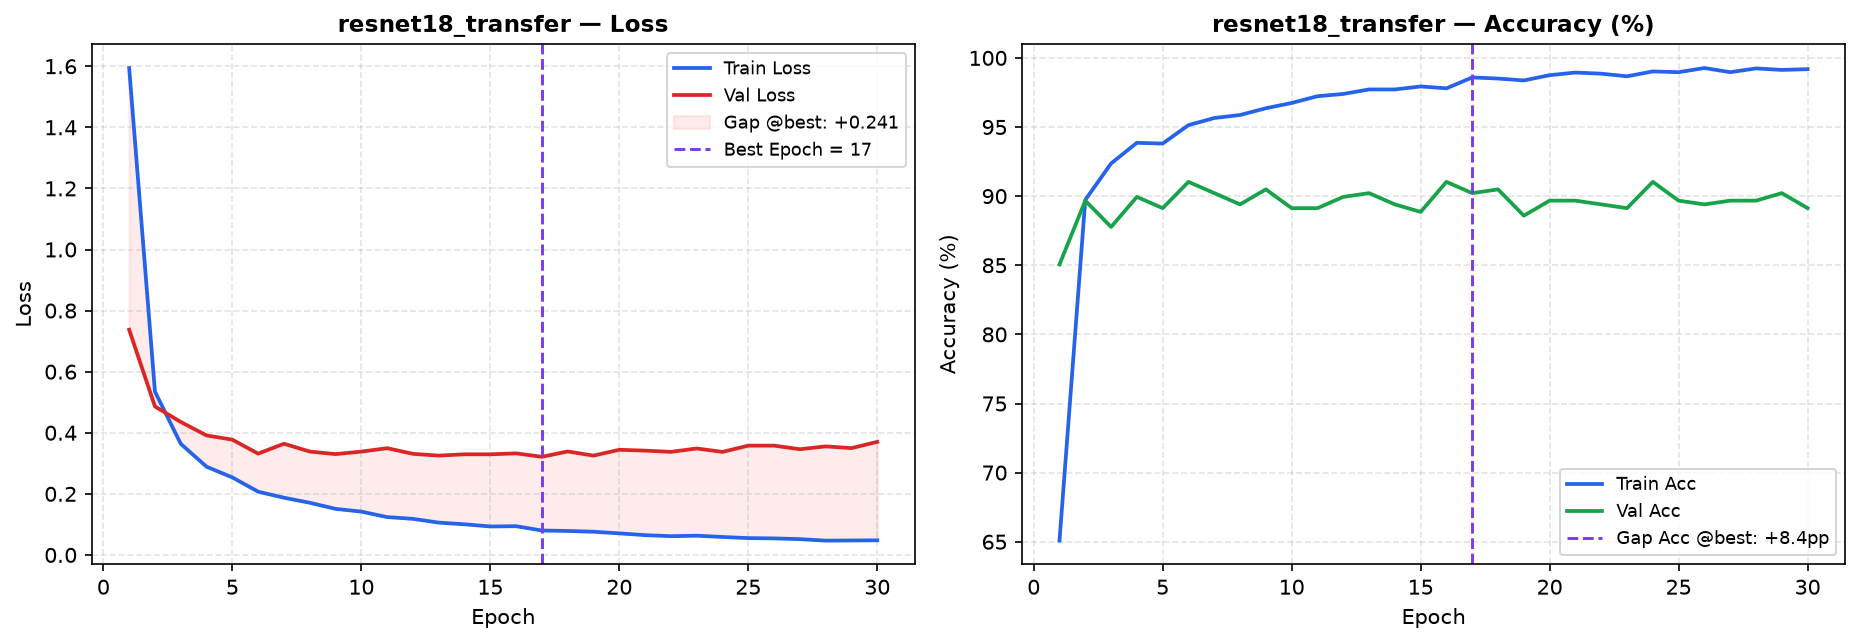 resnet18_transfer — Loss
1.6
1.4
1.2
1.0
0.8
0.6
0.4
0.2
0.0
Loss
0
5
10
15
20
25
30
Epoch
Train Loss
Val Loss
Gap @best: +0.241
Best Epoch = 17
resnet18_transfer — Accuracy (%)
100
95
90
85
80
75
70
65
Accuracy (%)
0
5
10
15
20
25
30
Epoch
Train Acc
Val Acc
Gap Acc @best: +8.4pp